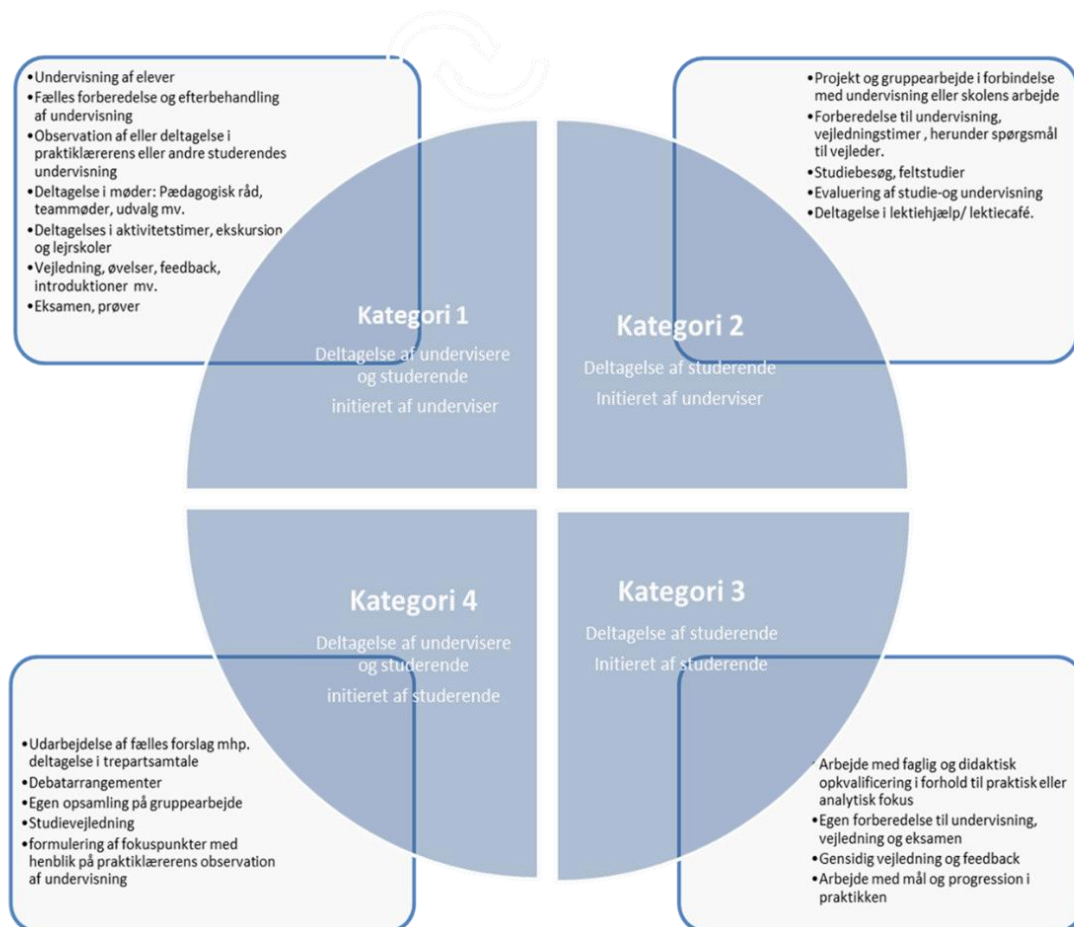 •Undervisning af elever
•Fælles forberedelse og efterbehandling
af undervisning
•Observation af eller deltagelse i
praktiklærerens eller andre studerendes
undervisning
•Deltagelse i møder: Pædagogisk råd,
teammøder, udvalg mv.
•Deltagelses i aktivitetstimer, ekskursion
og lejrskoler
•Vejledning, øvelser, feedback,
introduktioner mv.
•Eksamen, prøver
•Projekt og gruppearbejde i forbindelse
med undervisning eller skolens arbejde
•Forberedelse til undervisning,
vejledningstimer , herunder spørgsmål
til vejleder.
•Studiebesøg, feltstudier
•Evaluering af studie-og undervisning
•Deltagelse i lektiehjælp/ lektiecafé.
Kategori 1
Deltagelse af undervisere
og studerende
initieret af underviser
Kategori 2
Deltagelse af studerende
Initieret af underviser
Kategori 4
Deltagelse af undervisere
og studerende
initieret af studerende
Kategori 3
Deltagelse af studerende
Initieret af studerende
•Udarbejdelse af fælles forslag mhp.
deltagelse i trepartsamtale
•Debatarrangementer
•Egen opsamling på gruppearbejde
•Studievejledning
•formulering af fokuspunkter med
henblik på praktiklærerens observation
af undervisning
•Arbejde med faglig og didaktisk
opkvalificering i forhold til praktisk eller
analytisk fokus
•Egen forberedelse til undervisning,
vejledning og eksamen
•Gensidig vejledning og feedback
•Arbejde med mål og progression i
praktikken